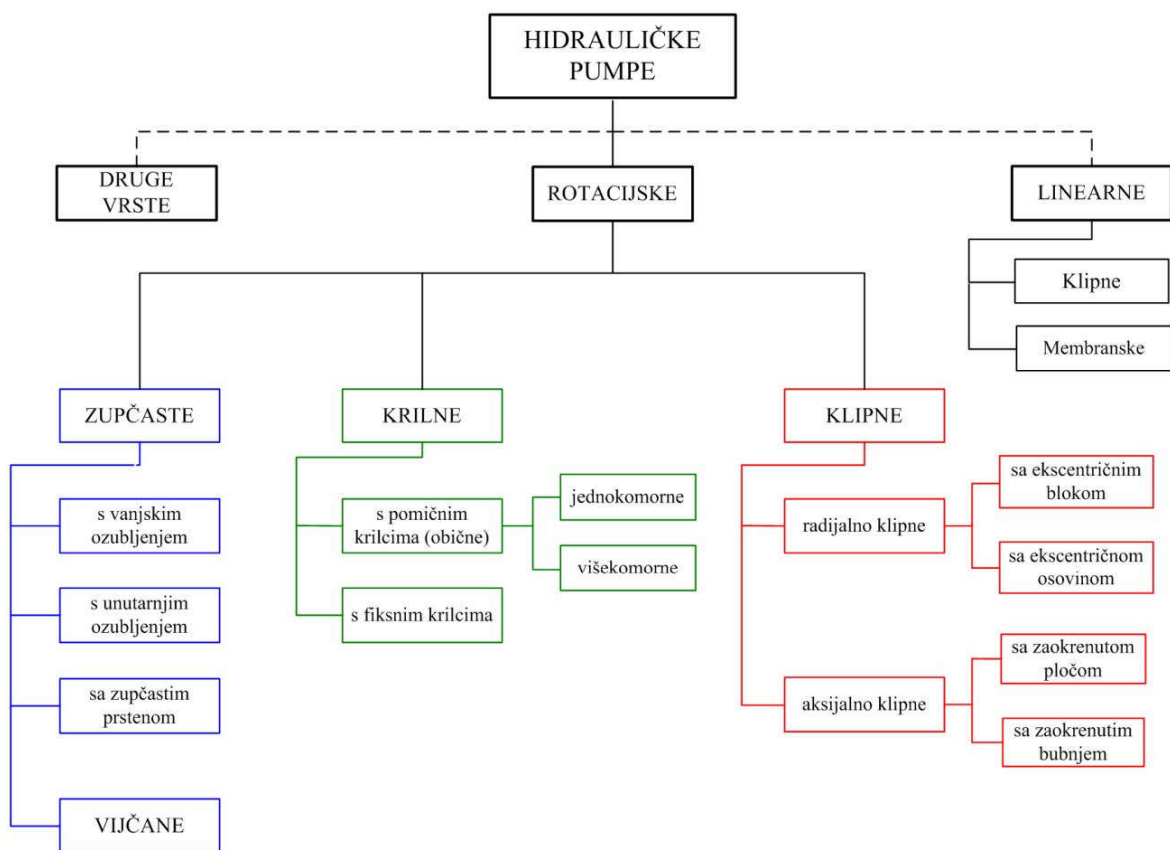 HIDRAULIČKE
PUMPE
DRUGE
VRSTE
ROTACIJSKE
LINEARNE
Klipne
Membranske
ZUPČASTE
s vanjskim
ozubljenjem
s unutarnjim
ozubljenjem
sa zupčastim
prstenom
VIJČANE
KRILNE
s pomičnim
krilcima (obične)
jednokomorne
višekomorne
s fiksnim krilcima
KLIPNE
radijalno klipne
sa ekscentričnim
blokom
sa ekscentričnom
osovinom
aksijalno klipne
sa zaokrenutom
pločom
sa zaokrenutim
bubnjem